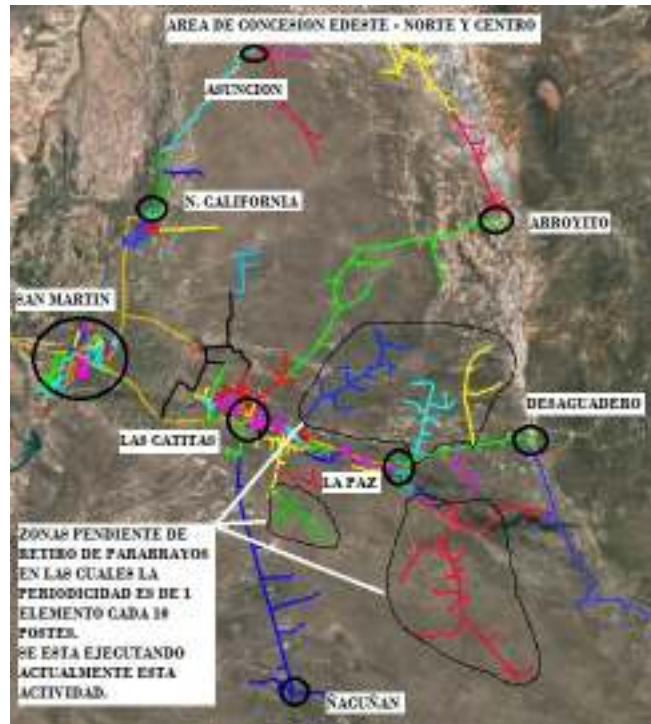 AREA DE CONCESION EDESTE - NORTE Y CENTRO
ASUNCION
N. CALIFORNIA
ARROYITO
SAN MARTIN
DESAGUADERO
LAS CATITAS
LA PAZ
ZONAS PENDIENTE DE
RETIRO DE PARARRAYOS
EN LAS CUALES LA
PERIODICIDAD ES DE 1
ELEMENTO CADA 10
POSTES.
SE ESTA EJECUTANDO
ACTUALMENTE ESTA
ACTIVIDAD.
ÑACUÑAN